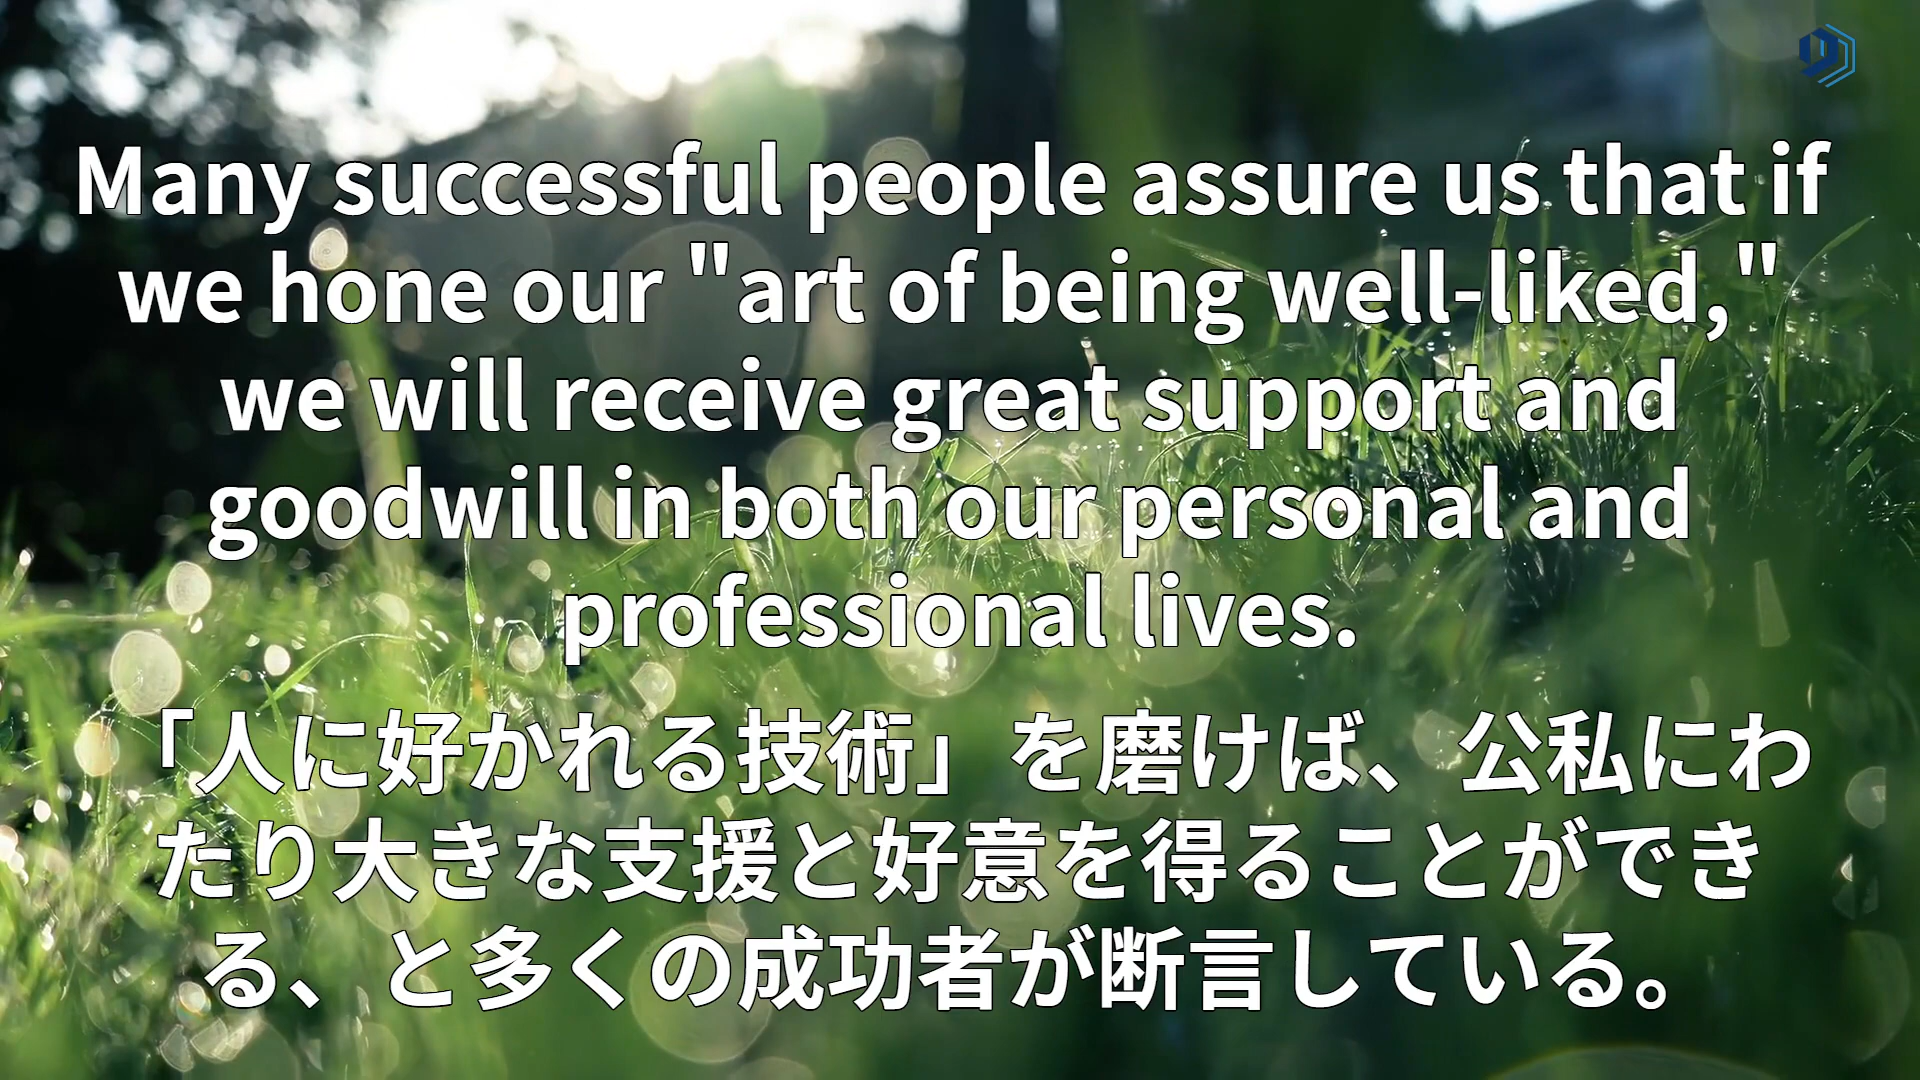 Many successful people assure us that if
we hone our "art of being well-liked,"
we will receive great support and
goodwill in both our personal and
professional lives.
「人に好かれる技術」を磨けば、公私にわ
たり大きな支援と好意を得ることができ
る、と多くの成功者が断言している。